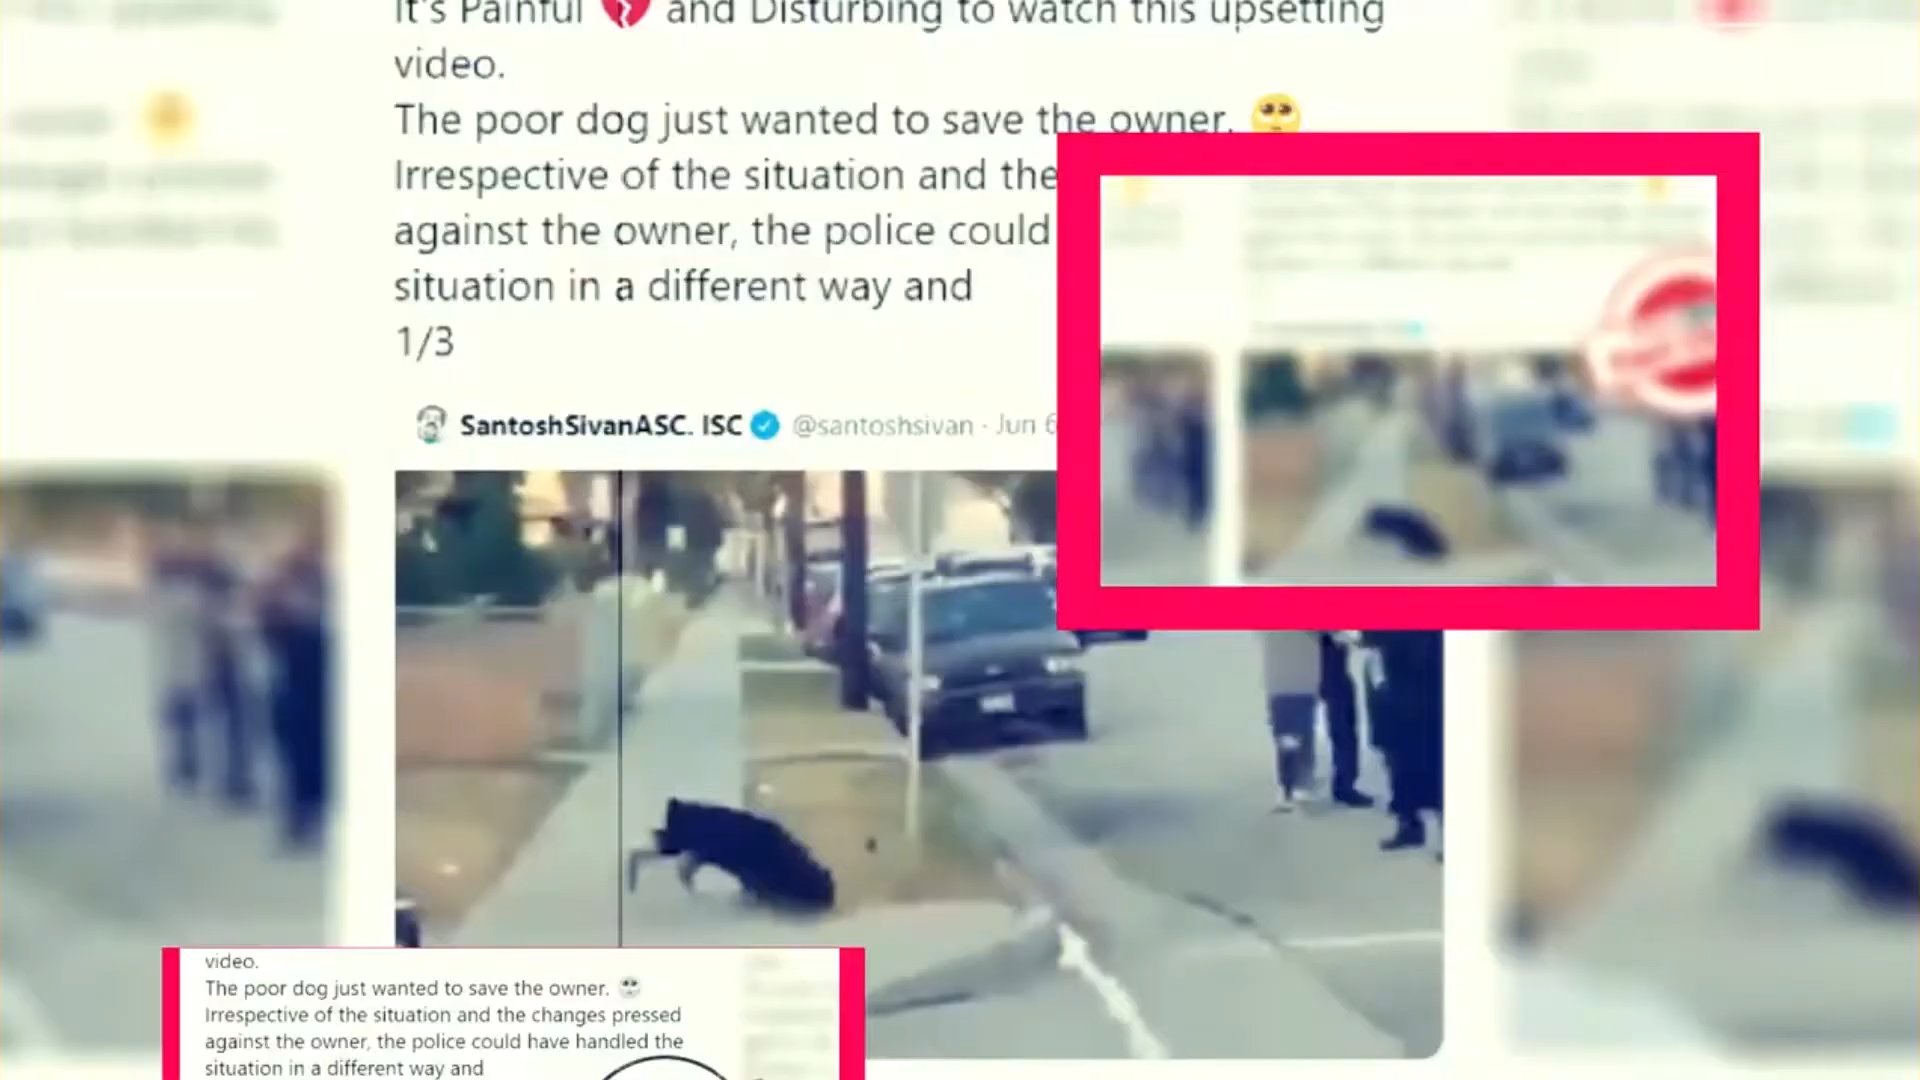 It's Painful 💔 and Disturbing to watch this upsetting
video.
The poor dog just wanted to save the owner. 🥺
Irrespective of the situation and the
against the owner, the police could
situation in a different way and
1/3
SantoshSivanASC. ISC @santoshsivan · Jun 6
video.
The poor dog just wanted to save the owner. 🥺
Irrespective of the situation and the changes pressed
against the owner, the police could have handled the
situation in a different way and